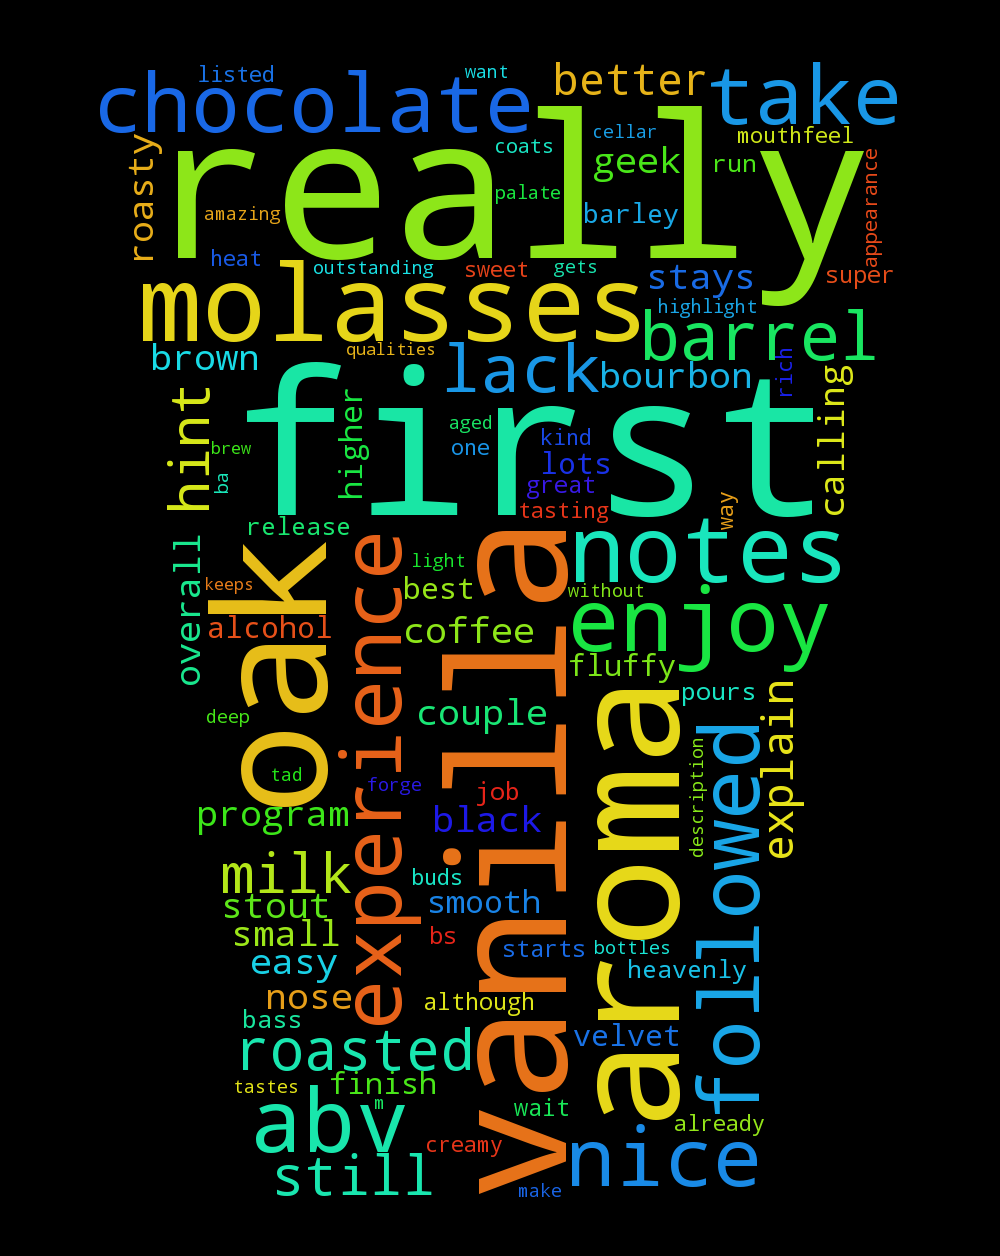 listed
want
better
take
chocolate
really
roasty
coats
cellar
mouthfeel
geek
run
appearance
amazing
palate
barley
heat
outstanding
sweet
gets
stays
super
molasses
highlight
barrel
brown
qualities
lack
bourbon
rich
calling
hint
first
higher
aged
one
kind
brew
ba
lots
great
tasting
way
release
notes
overall
oak
experience
light
vanilla
keeps
best
without
enjoy
alcohol
coffee
fluffy
deep
couple
aroma
pours
explain
followed
description
tad
forge
job
program
black
milk
buds
stout
smooth
small
bs
starts
bottles
easy
heavenly
nose
although
bass
roasted
velvet
tastes
finish
m
abv
wait
already
creamy
nice
still
make